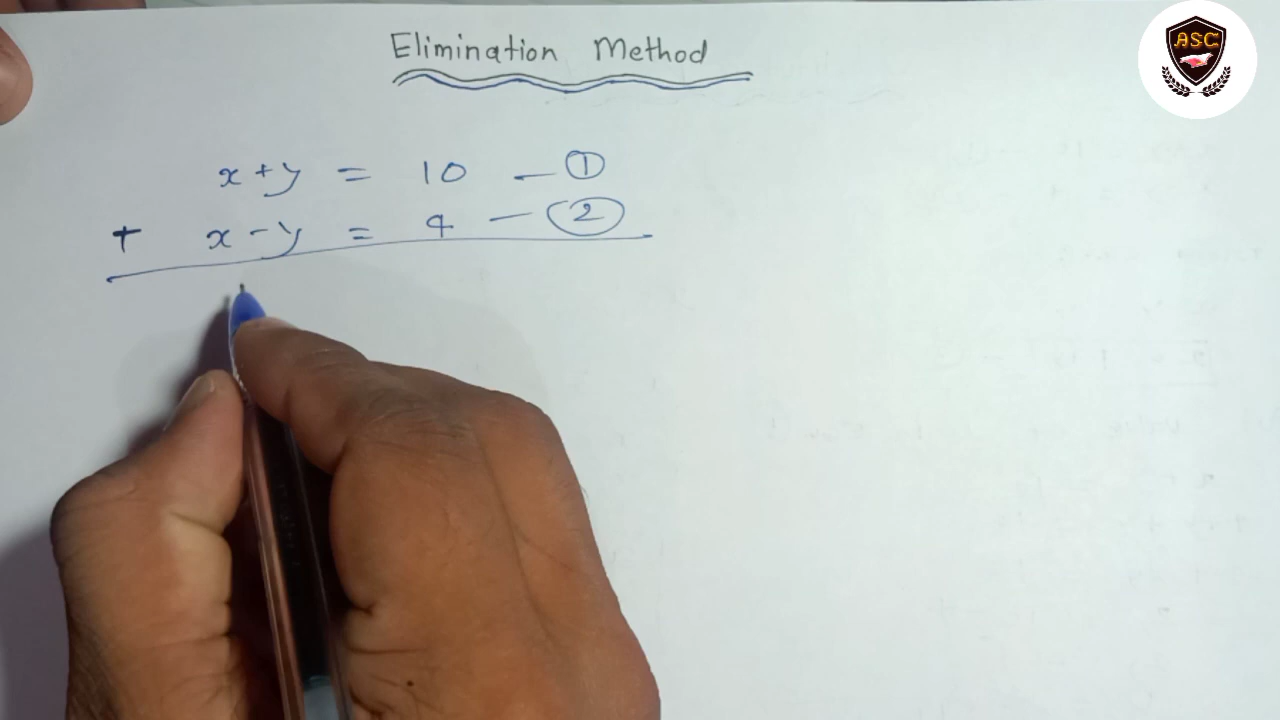 ASC
Elimination Method
x + y = 10 — ①
+ x - y = 4 — ②